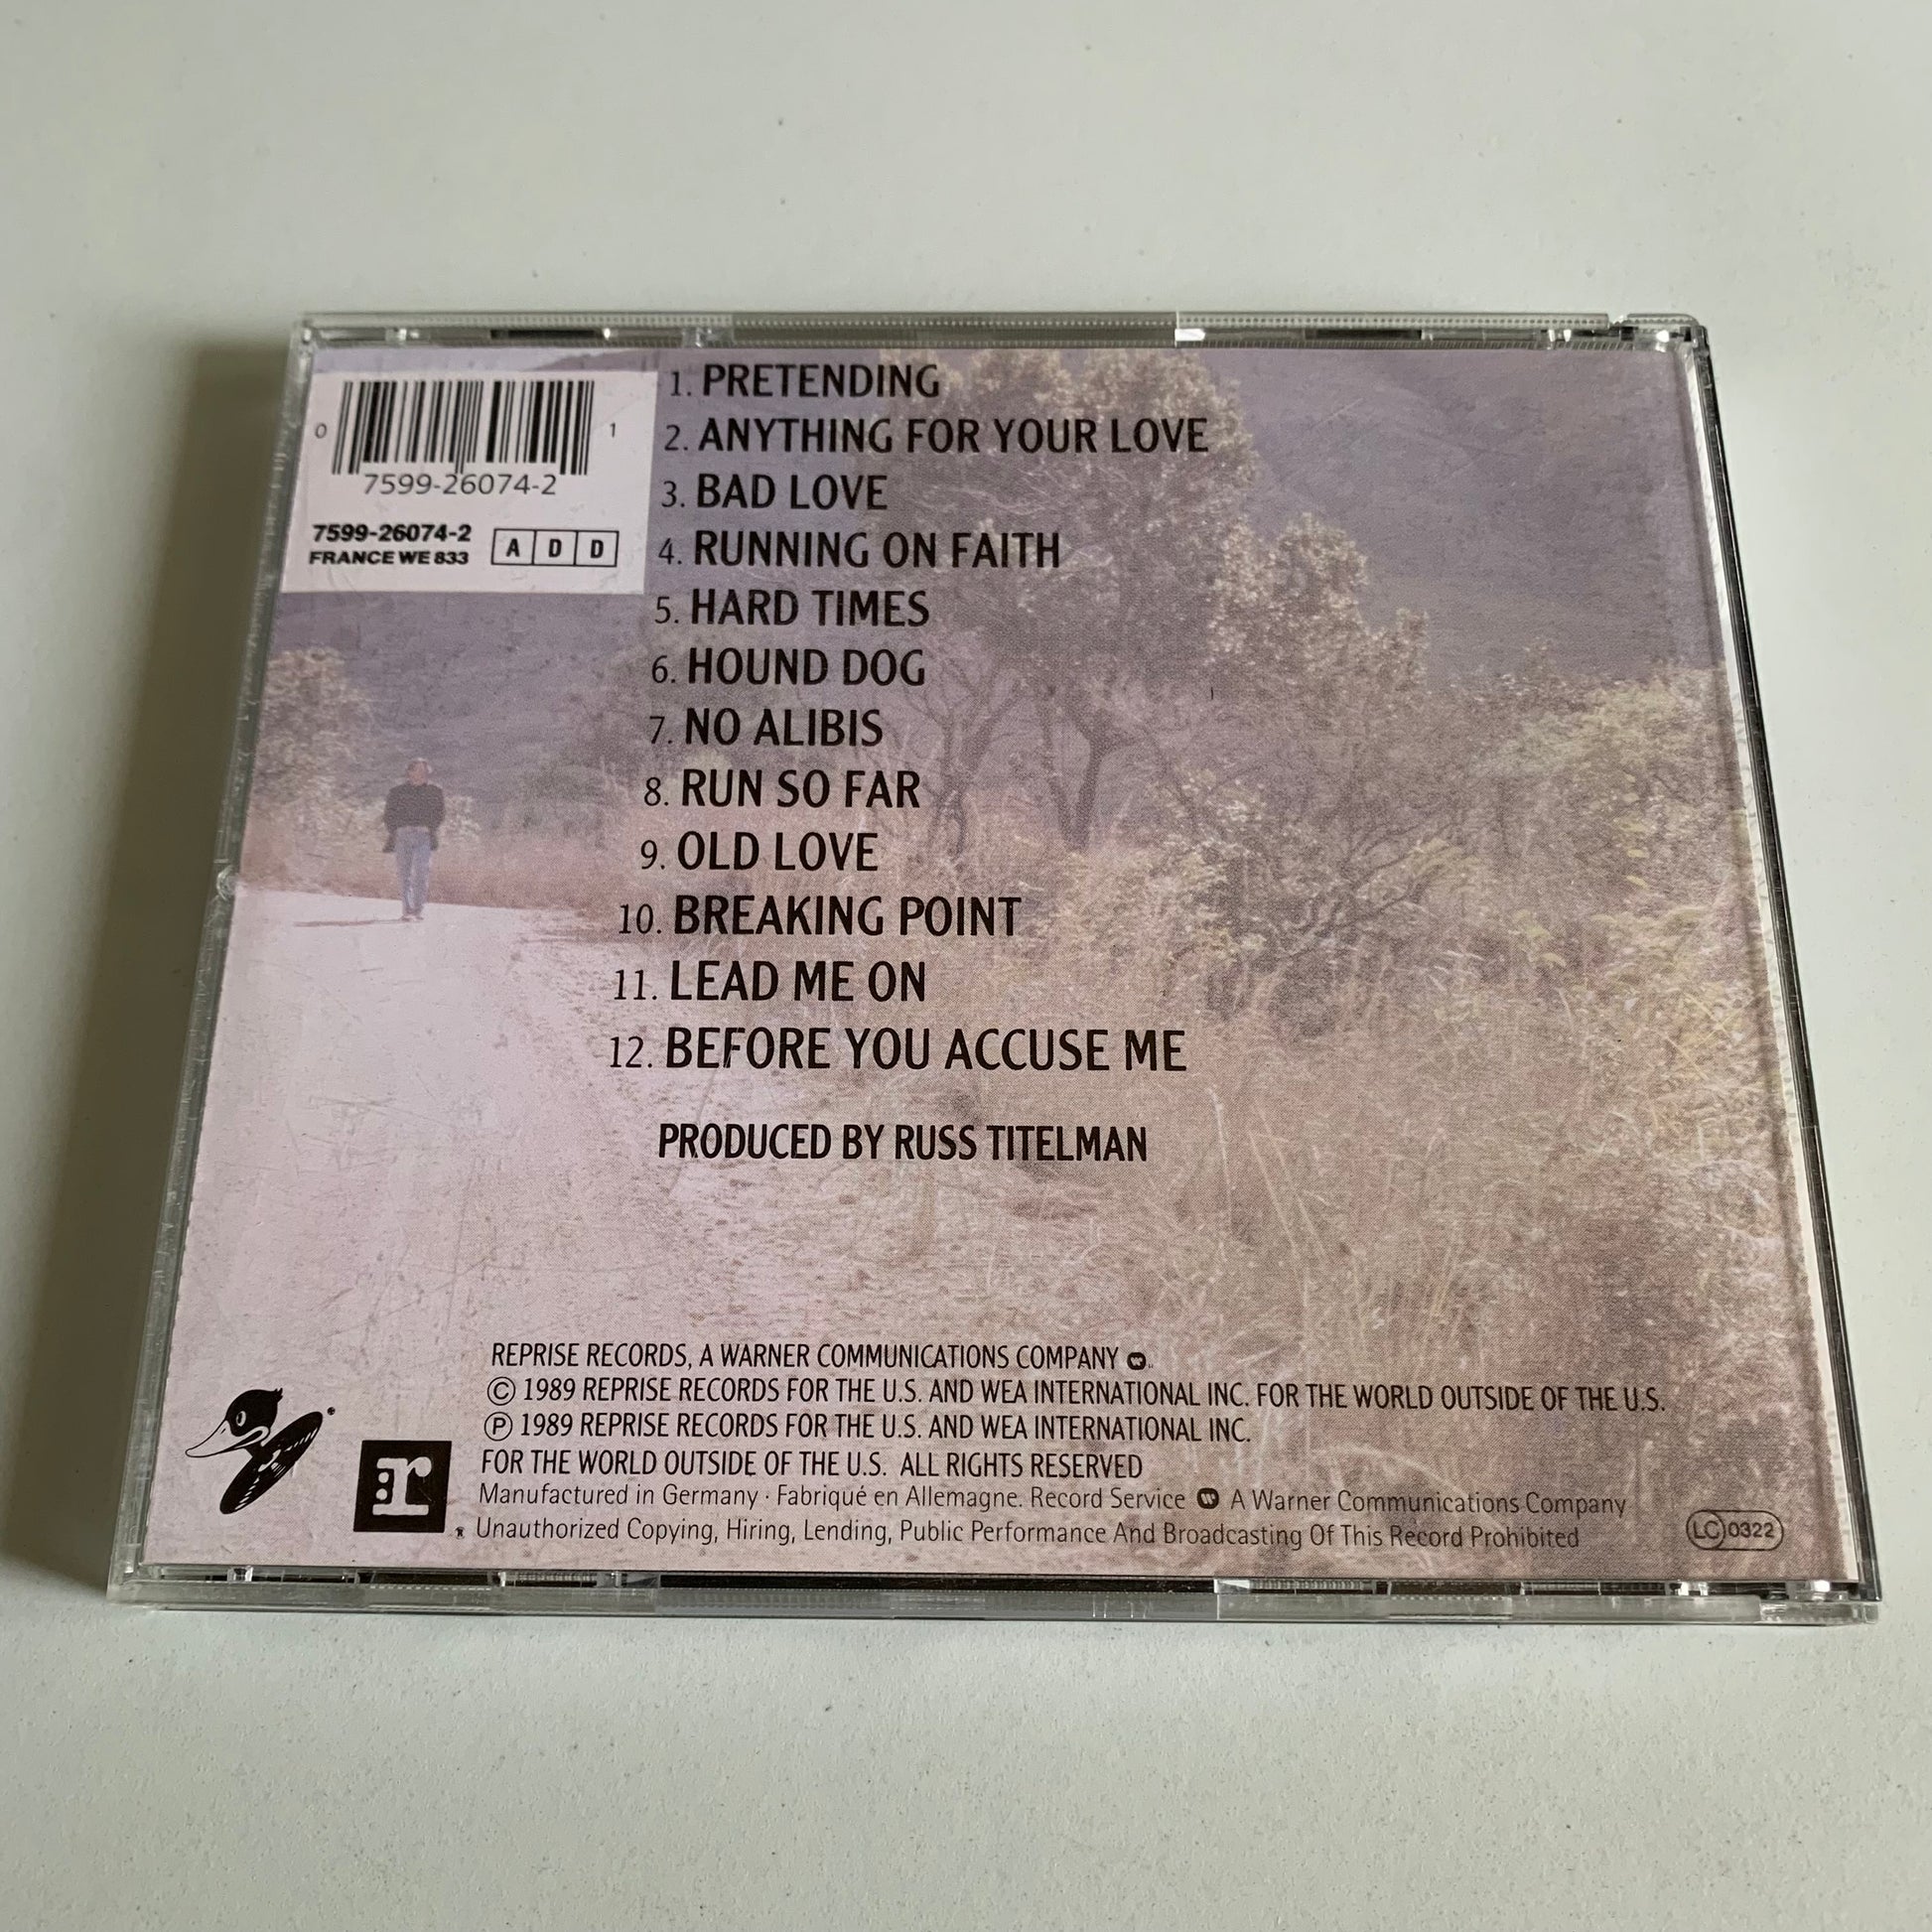 0 1
7599-26074-2
7599-26074-2
FRANCE WE 833
A D D
1. PRETENDING
2. ANYTHING FOR YOUR LOVE
3. BAD LOVE
4. RUNNING ON FAITH
5. HARD TIMES
6. HOUND DOG
7. NO ALIBIS
8. RUN SO FAR
9. OLD LOVE
10. BREAKING POINT
11. LEAD ME ON
12. BEFORE YOU ACCUSE ME
PRODUCED BY RUSS TITELMAN
REPRISE RECORDS, A WARNER COMMUNICATIONS COMPANY
© 1989 REPRISE RECORDS FOR THE U.S. AND WEA INTERNATIONAL INC. FOR THE WORLD OUTSIDE OF THE U.S.
℗ 1989 REPRISE RECORDS FOR THE U.S. AND WEA INTERNATIONAL INC.
FOR THE WORLD OUTSIDE OF THE U.S. ALL RIGHTS RESERVED
Manufactured in Germany · Fabriqué en Allemagne. Record Service A Warner Communications Company
Unauthorized Copying, Hiring, Lending, Public Performance And Broadcasting Of This Record Prohibited
r:
LC 0322